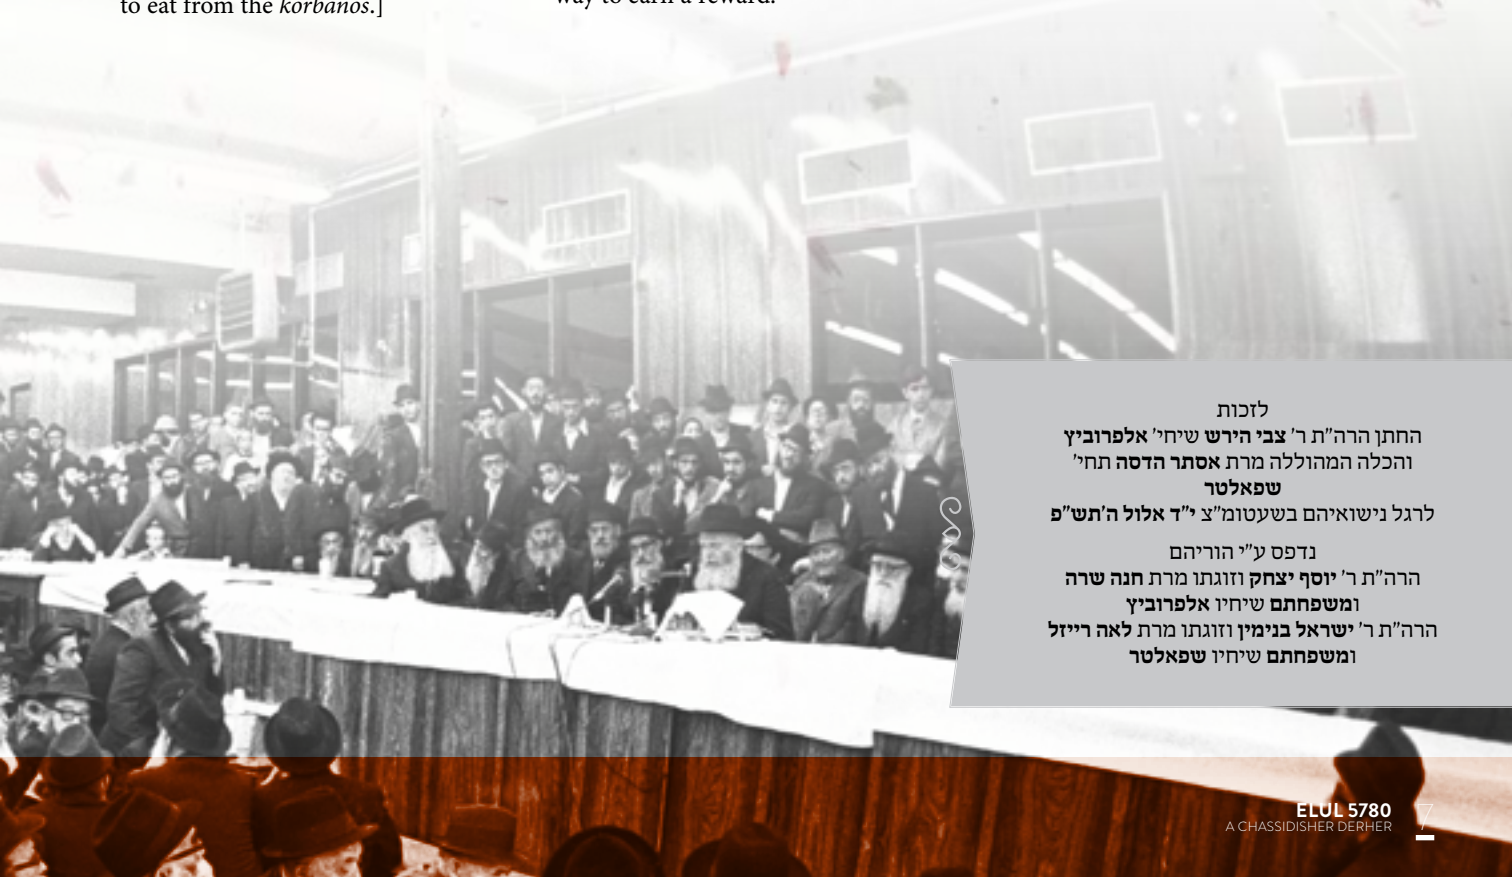 to eat from the korbanos.]
way to earn a reward.
לזכות
החתן הרה"ת ר' צבי הירש שיחי' אלפרוביץ
והכלה המהוללה מרת אסתר הדסה תחי'
שפאלטר
לרגל נישואיהם בשעטומ"צ י"ד אלול ה'תש"פ
נדפס ע"י הוריהם
הרה"ת ר' יוסף יצחק וזוגתו מרת חנה שרה
ומשפחתם שיחיו אלפרוביץ
הרה"ת ר' ישראל בנימין וזוגתו מרת לאה רייזל
ומשפחתם שיחיו שפאלטר
ELUL 5780
A CHASSIDISHER DERHER
7